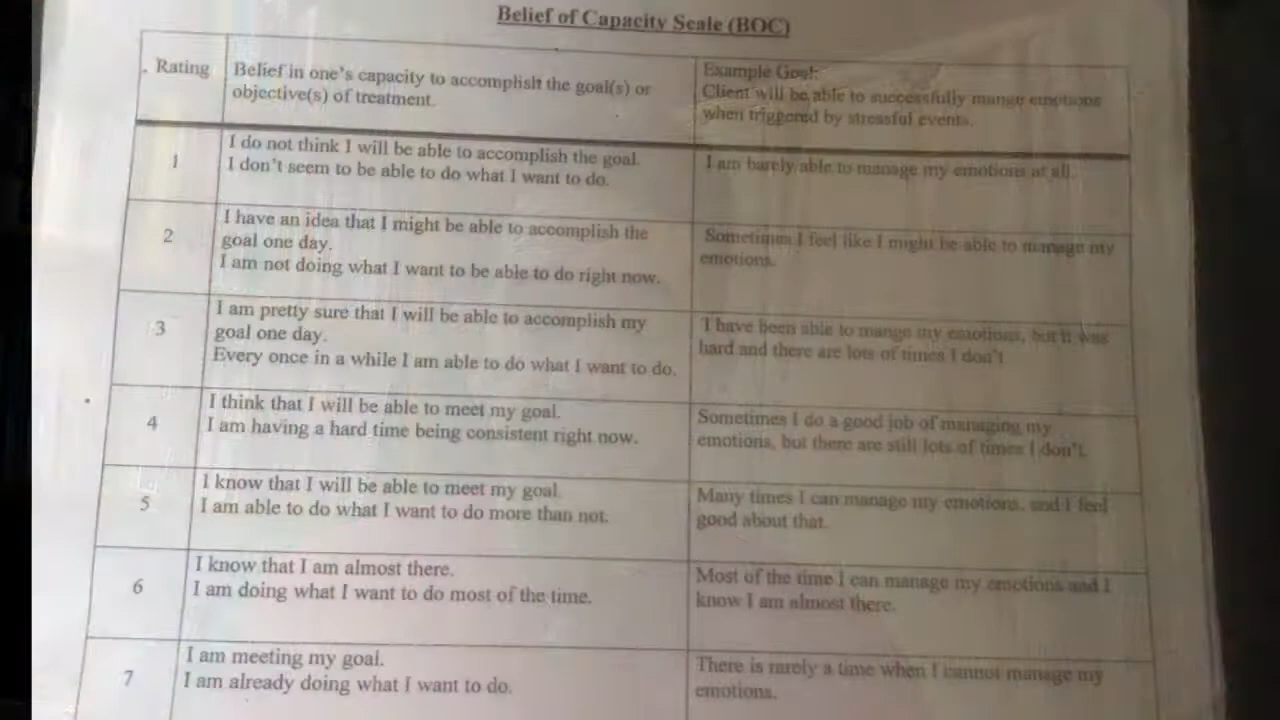 Belief of Capacity Scale (BOC)
Rating
Belief in one's capacity to accomplish the goal(s) or
objective(s) of treatment.
Example Goal:
Client will be able to successfully mange emotions
when triggered by stressful events.
1
I do not think I will be able to accomplish the goal.
I don't seem to be able to do what I want to do.
I am barely able to manage my emotions at all.
2
I have an idea that I might be able to accomplish the
goal one day.
I am not doing what I want to be able to do right now.
Sometimes I feel like I might be able to manage my
emotions.
3
I am pretty sure that I will be able to accomplish my
goal one day.
Every once in a while I am able to do what I want to do.
I have been able to mange my emotions, but it was
hard and there are lots of times I don't
4
I think that I will be able to meet my goal.
I am having a hard time being consistent right now.
Sometimes I do a good job of managing my
emotions, but there are still lots of times I don't.
5
I know that I will be able to meet my goal.
I am able to do what I want to do more than not.
Many times I can manage my emotions, and I feel
good about that.
6
I know that I am almost there.
I am doing what I want to do most of the time.
Most of the time I can manage my emotions and I
know I am almost there.
7
I am meeting my goal.
I am already doing what I want to do.
There is rarely a time when I cannot manage my
emotions.